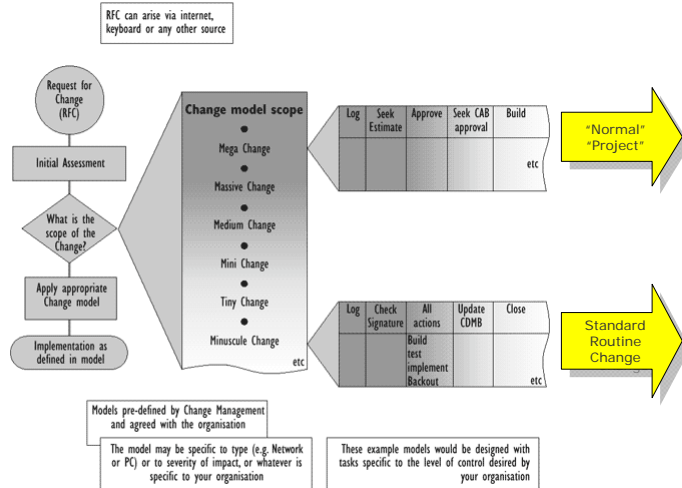 RFC can arise via internet,
keyboard or any other source
Request for
Change
(RFC)
Initial Assessment
What is the
scope of the
Change?
Apply appropriate
Change model
Implementation as
defined in model
Change model scope
Mega Change
Massive Change
Medium Change
Mini Change
Tiny Change
Minuscule Change
etc
Log Seek Approve Seek CAB Build
Estimate approval
etc
"Normal"
"Project"
Log Check All Update Close
Signature actions CDMB
Build
test
implement
Backout etc
Standard
Routine
Change
Models pre-defined by Change Management
and agreed with the organisation
The model may be specific to type (e.g. Network
or PC) or to severity of impact, or whatever is
specific to your organisation
These example models would be designed with
tasks specific to the level of control desired by
your organisation